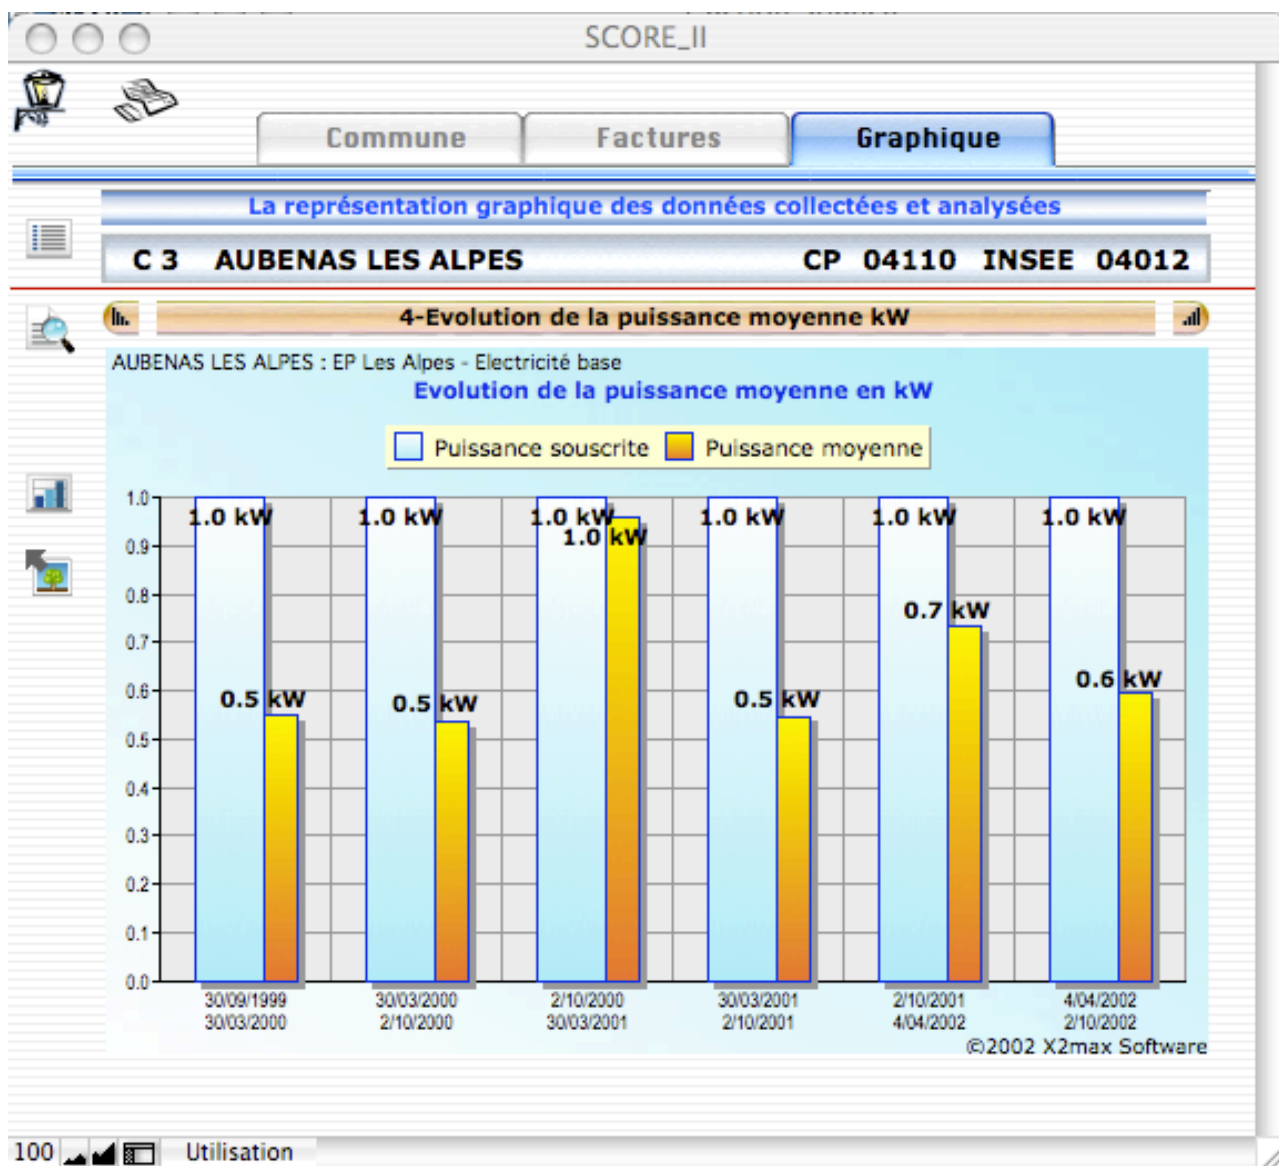 SCORE_II
Commune Factures Graphique
La représentation graphique des données collectées et analysées
C 3 AUBENAS LES ALPES CP 04110 INSEE 04012
4-Evolution de la puissance moyenne kW
AUBENAS LES ALPES : EP Les Alpes - Electricité base
Evolution de la puissance moyenne en kW
Puissance souscrite Puissance moyenne
1.0
1.0 kW 1.0 kW 1.0 kW 1.0 kW 1.0 kW 1.0 kW
1.0 kW
0.9
0.8
0.7 kW
0.7
0.6 kW
0.6
0.5 kW 0.5 kW 0.5 kW
0.5
0.4
0.3
0.2
0.1
0.0
30/09/1999 30/03/2000 2/10/2000 30/03/2001 2/10/2001 4/04/2002
30/03/2000 2/10/2000 30/03/2001 2/10/2001 4/04/2002 2/10/2002
©2002 X2max Software
100 Utilisation